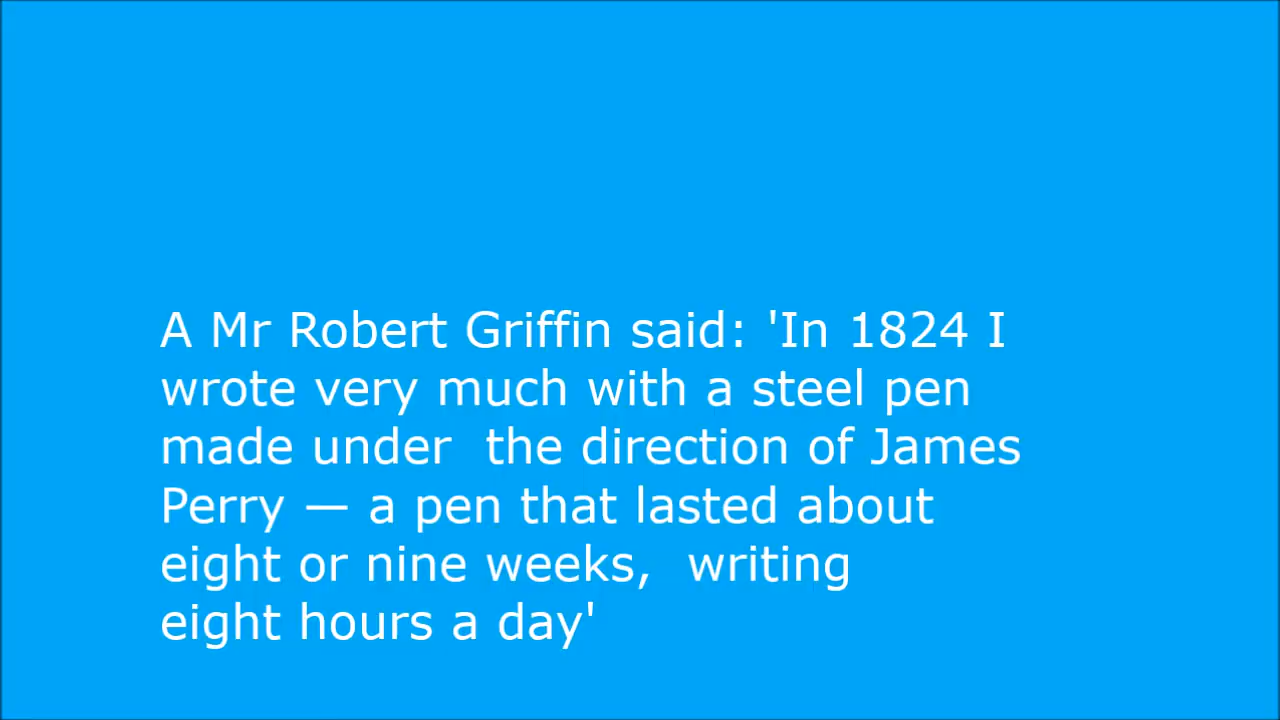 A Mr Robert Griffin said: 'In 1824 I
wrote very much with a steel pen
made under  the direction of James
Perry — a pen that lasted about
eight or nine weeks,  writing
eight hours a day'